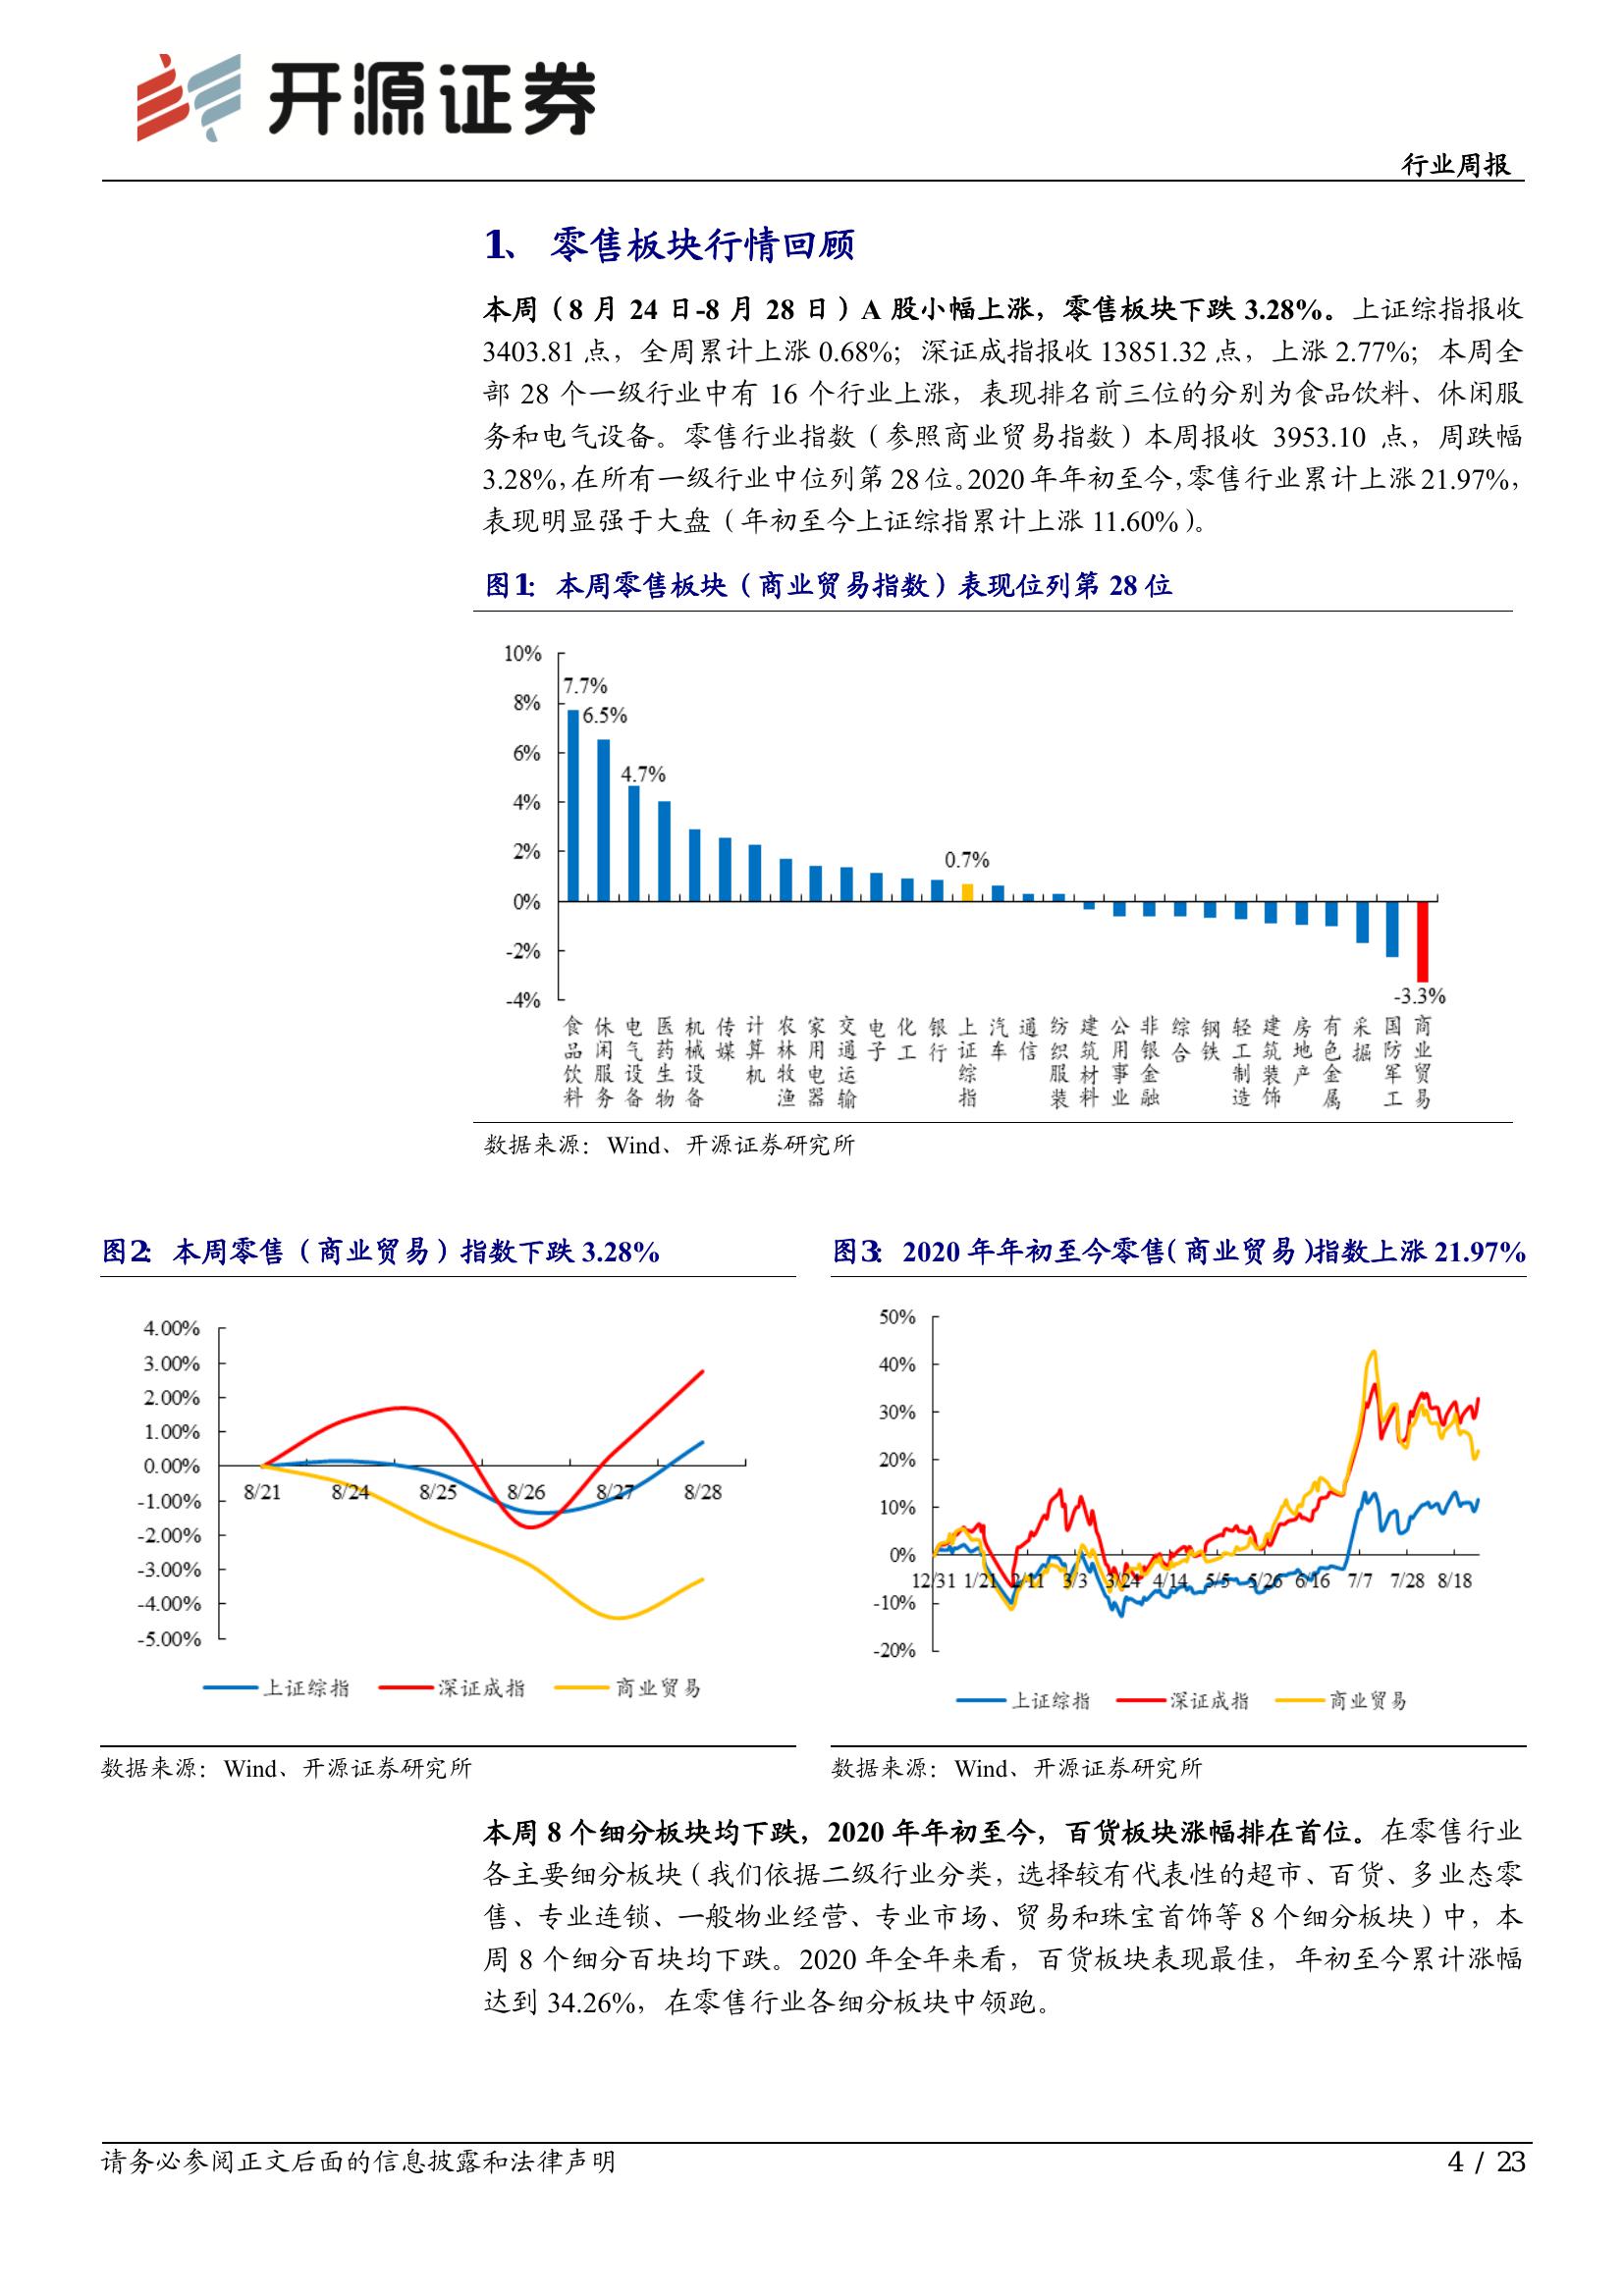 开源证券
行业周报
1、 零售板块行情回顾
本周（8 月 24 日-8 月 28 日）A 股小幅上涨，零售板块下跌 3.28%。上证综指报收
3403.81 点，全周累计上涨 0.68%；深证成指报收 13851.32 点，上涨 2.77%；本周全
部 28 个一级行业中有 16 个行业上涨，表现排名前三位的分别为食品饮料、休闲服
务和电气设备。零售行业指数（参照商业贸易指数）本周报收 3953.10 点，周跌幅
3.28%，在所有一级行业中位列第 28 位。2020 年年初至今，零售行业累计上涨 21.97%，
表现明显强于大盘（年初至今上证综指累计上涨 11.60%）。
图1： 本周零售板块（商业贸易指数）表现位列第 28 位
10%
8%
6%
4%
2%
0%
-2%
-4%
7.7%
6.5%
4.7%
0.7%
-3.3%
食品饮料
休闲服务
电气设备
医药生物
机械设备
传媒
计算机
农林牧渔
家用电器
交通运输
电子
化工
银行
上证综指
汽车
通信
纺织服装
建筑材料
公用事业
非银金融
综合
钢铁
轻工制造
建筑装饰
房地产
有色金属
采掘
国防军工
商业贸易
数据来源：Wind、开源证券研究所
图2： 本周零售（商业贸易）指数下跌 3.28%
4.00%
3.00%
2.00%
1.00%
0.00%
-1.00%
-2.00%
-3.00%
-4.00%
-5.00%
8/21 8/24 8/25 8/26 8/27 8/28
上证综指 深证成指 商业贸易
数据来源：Wind、开源证券研究所
图3： 2020 年年初至今零售（商业贸易）指数上涨 21.97%
50%
40%
30%
20%
10%
0%
-10%
-20%
12/31 1/21 2/11 3/3 3/24 4/14 5/5 5/26 6/16 7/7 7/28 8/18
上证综指 深证成指 商业贸易
数据来源：Wind、开源证券研究所
本周 8 个细分板块均下跌，2020 年年初至今，百货板块涨幅排在首位。在零售行业
各主要细分板块（我们依据二级行业分类，选择较有代表性的超市、百货、多业态零
售、专业连锁、一般物业经营、专业市场、贸易和珠宝首饰等 8 个细分板块）中，本
周 8 个细分百块均下跌。2020 年全年来看，百货板块表现最佳，年初至今累计涨幅
达到 34.26%，在零售行业各细分板块中领跑。
请务必参阅正文后面的信息披露和法律声明
4 / 23